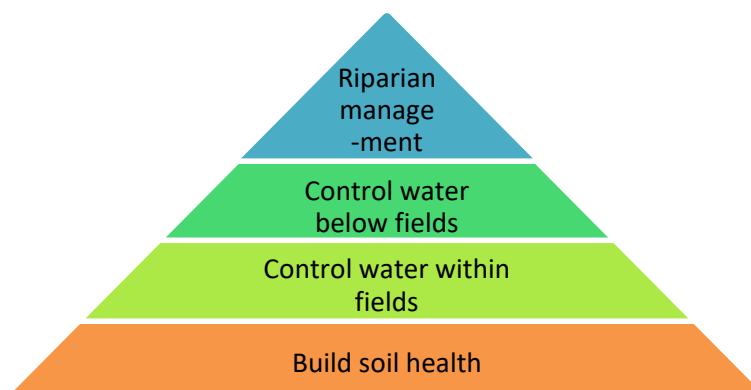 Riparian
manage
-ment
Control water
below fields
Control water within
fields
Build soil health